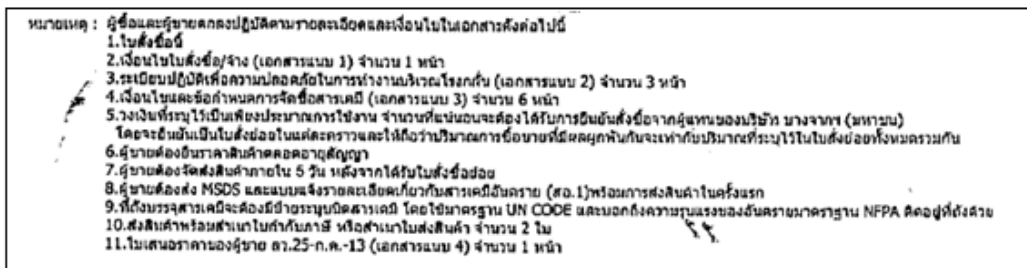 หมายเหตุ : ผู้ซื้อและผู้ขายตกลงปฏิบัติตามรายละเอียดและเงื่อนไขในเอกสารดังต่อไปนี้
1.ใบสั่งซื้อนี้
2.เงื่อนไขใบสั่งซื้อ/จ้าง (เอกสารแนบ 1) จำนวน 1 หน้า
3.ระเบียบปฏิบัติเพื่อความปลอดภัยในการทำงานบริเวณโรงกลั่น (เอกสารแนบ 2) จำนวน 3 หน้า
4.เงื่อนไขและข้อกำหนดการจัดซื้อสารเคมี (เอกสารแนบ 3) จำนวน 6 หน้า
5.วงเงินที่ระบุไว้เป็นเพียงประมาณการใช้งาน จำนวนที่แน่นอนจะต้องได้รับการยืนยันสั่งซื้อจากผู้แทนของบริษัท บางจากฯ (มหาชน)
โดยจะยืนยันเป็นใบสั่งย่อยในแต่ละคราวและให้ถือว่าปริมาณการซื้อขายที่มีผลผูกพันกันจะเท่ากับปริมาณที่ระบุไว้ในใบสั่งย่อยทั้งหมดรวมกัน
6.ผู้ขายต้องยืนราคาสินค้าตลอดอายุสัญญา
7.ผู้ขายต้องจัดส่งสินค้าภายใน 5 วัน หลังจากได้รับใบสั่งซื้อย่อย
8.ผู้ขายต้องส่ง MSDS และแบบแจ้งรายละเอียดเกี่ยวกับสารเคมีอันตราย (สอ.1)พร้อมการส่งสินค้าในครั้งแรก
9.ที่ถังบรรจุสารเคมีจะต้องมีป้ายระบุชนิดสารเคมี โดยใช้มาตรฐาน UN CODE และบอกถึงความรุนแรงของอันตรายมาตราฐาน NFPA ติดอยู่ที่ถังด้วย
10.ส่งสินค้าพร้อมสำเนาใบกำกับภาษี หรือสำเนาใบส่งสินค้า จำนวน 2 ใบ
11.ใบเสนอราคาของผู้ขาย ลว.25-ก.ค.-13 (เอกสารแนบ 4) จำนวน 1 หน้า